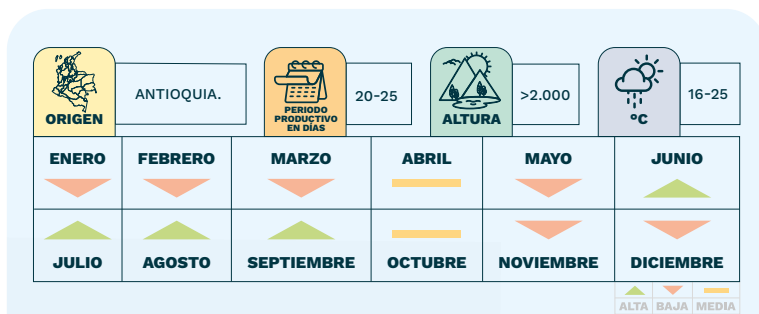 ORIGEN
ANTIOQUIA.
PERIODO
PRODUCTIVO
EN DÍAS
20-25
ALTURA
>2.000
°C
16-25
ENERO FEBRERO MARZO ABRIL MAYO JUNIO
JULIO AGOSTO SEPTIEMBRE OCTUBRE NOVIEMBRE DICIEMBRE
ALTA BAJA MEDIA